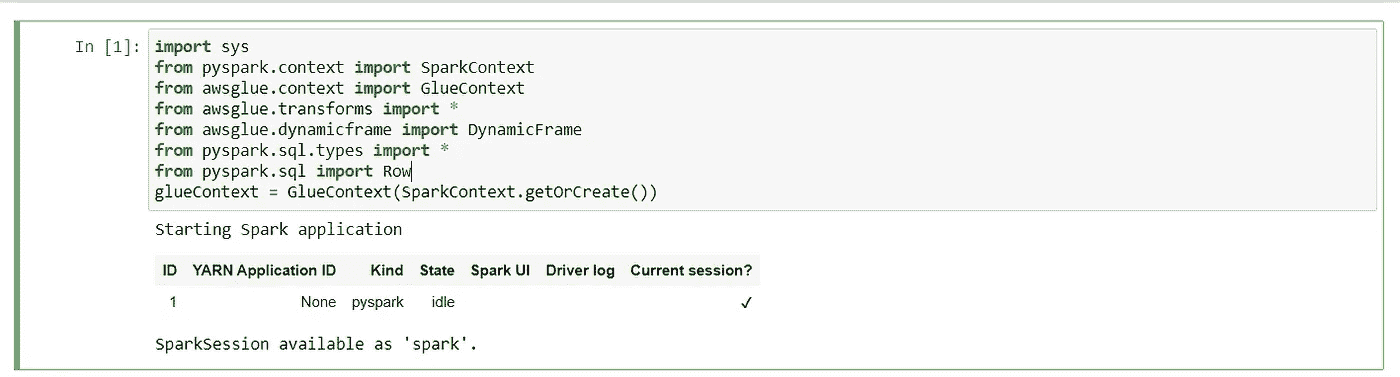 In [1]: import sys
from pyspark.context import SparkContext
from awsglue.context import GlueContext
from awsglue.transforms import *
from awsglue.dynamicframe import DynamicFrame
from pyspark.sql.types import *
from pyspark.sql import Row
glueContext = GlueContext(SparkContext.getOrCreate())
Starting Spark application
ID YARN Application ID Kind State Spark UI Driver log Current session?
1 None pyspark idle ✓
SparkSession available as 'spark'.